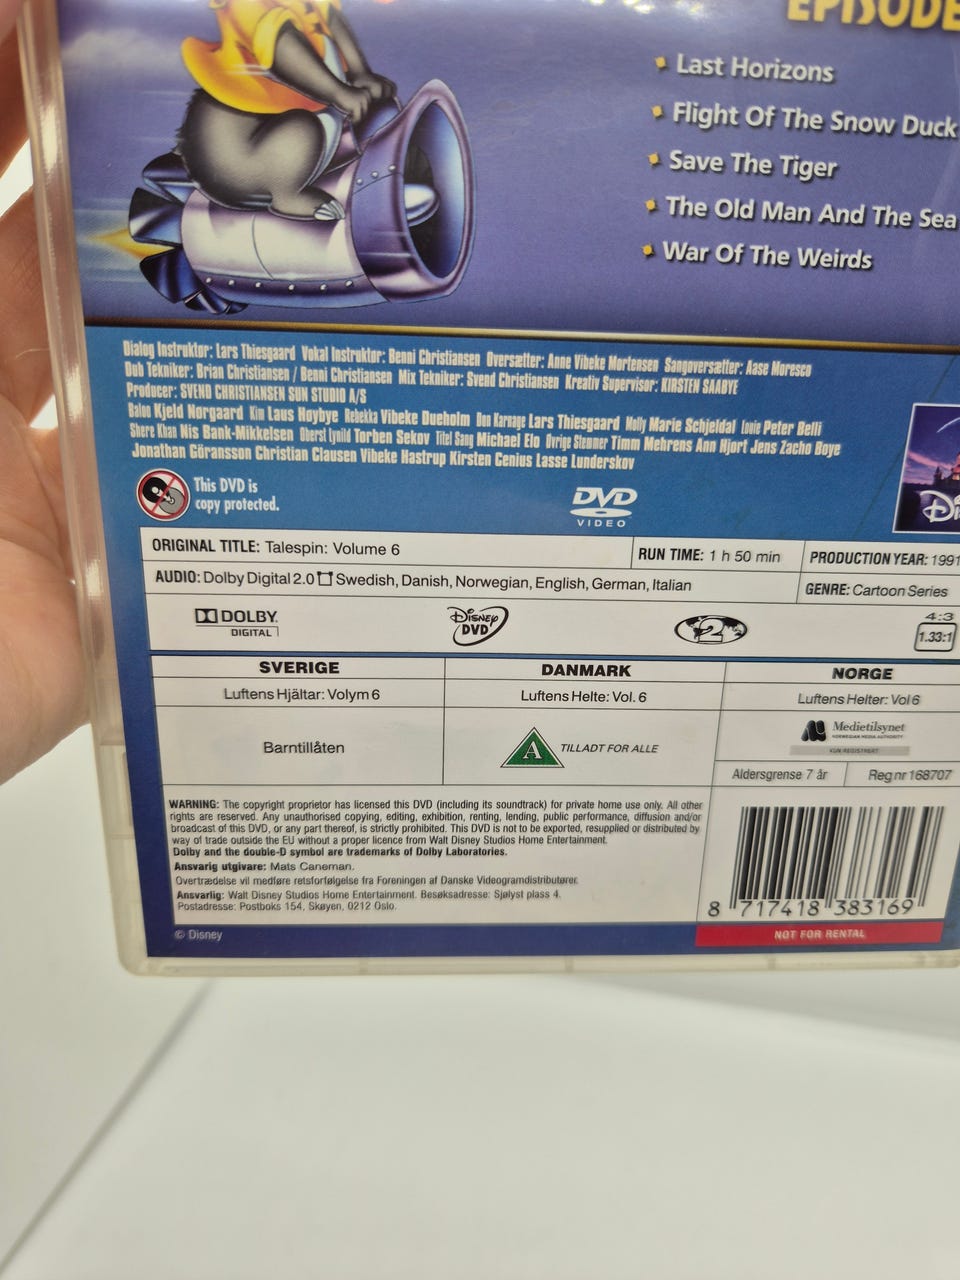 EPISODE
Last Horizons
Flight Of The Snow Duck
Save The Tiger
The Old Man And The Sea
War Of The Weirds
Dialog Instruktør: Lars Thiesgaard Vokal Instruktør: Benni Christiansen Oversætter: Anne Vibeke Mortensen Sangoversætter: Aase Moresco
Dub Tekniker: Brian Christiansen / Benni Christiansen Mix Tekniker: Svend Christiansen Kreativ Supervisor: KIRSTEN SAABYE
Producer: SVEND CHRISTIANSEN SUN STUDIO A/S
Balou Kjeld Nørgaard Kim Laus Høybye Rebekka Vibeke Dueholm Don Karnage Lars Thiesgaard Molly Marie Schjeldal Louie Peter Belli
Shere Khan Nis Bank-Mikkelsen Oberst Lynild Torben Sekov Titel Sang Michael Elo Øvrige Stemmer Timm Mehrens Ann Hjort Jens Zacho Böye
Jonathan Göransson Christian Clausen Vibeke Hastrup Kirsten Cenius Lasse Lunderskov
This DVD is
copy protected.
DVD
VIDEO
ORIGINAL TITLE: Talespin: Volume 6
RUN TIME: 1 h 50 min
PRODUCTION YEAR: 1991
AUDIO: Dolby Digital 2.0 Swedish, Danish, Norwegian, English, German, Italian
GENRE: Cartoon Series
DOLBY
DIGITAL
Disney
DVD
2
4:3
1.33:1
SVERIGE
DANMARK
NORGE
Luftens Hjältar: Volym 6
Luftens Helte: Vol. 6
Luftens Helter: Vol 6
Barntillåten
A TILLADT FOR ALLE
Medietilsynet
NORWEGIAN MEDIA AUTHORITY
KUN REGISTRERT
Aldersgrense 7 år
Reg nr 168707
WARNING: The copyright proprietor has licensed this DVD (including its soundtrack) for private home use only. All other
rights are reserved. Any unauthorised copying, editing, exhibition, renting, lending, public performance, diffusion and/or
broadcast of this DVD, or any part thereof, is strictly prohibited. This DVD is not to be exported, resupplied or distributed by
way of trade outside the EU without a proper licence from Walt Disney Studios Home Entertainment.
Dolby and the double-D symbol are trademarks of Dolby Laboratories.
Ansvarig utgivare: Mats Caneman.
Overtrædelse vil medføre retsforfølgelse fra Foreningen af Danske Videogramdistributører.
Ansvarlig: Walt Disney Studios Home Entertainment. Besøksadresse: Sjølyst plass 4.
Postadresse: Postboks 154, Skøyen, 0212 Oslo.
8 717418 383169
NOT FOR RENTAL
© Disney